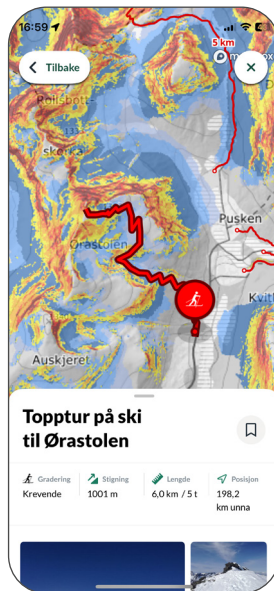 16:59
5 km
Tilbake
skorka
Pusken
Ørastolen
Auskjeret
Topptur på ski
til Ørastolen
Gradering
Krevende
Stigning
1001 m
Lengde
6,0 km / 5 t
Posisjon
198,2
km unna